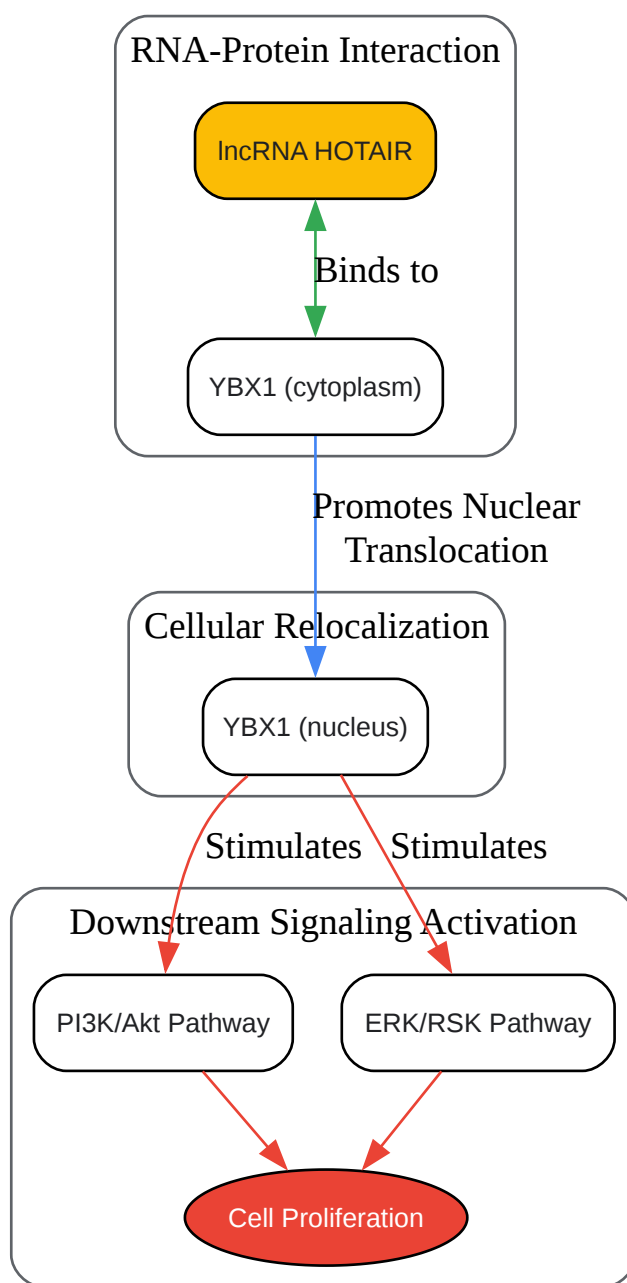 RNA-Protein Interaction
lncRNA HOTAIR
Binds to
YBX1 (cytoplasm)
Promotes Nuclear
Translocation
Cellular Relocalization
YBX1 (nucleus)
Stimulates
Stimulates
Downstream Signaling Activation
PI3K/Akt Pathway
ERK/RSK Pathway
Cell Proliferation